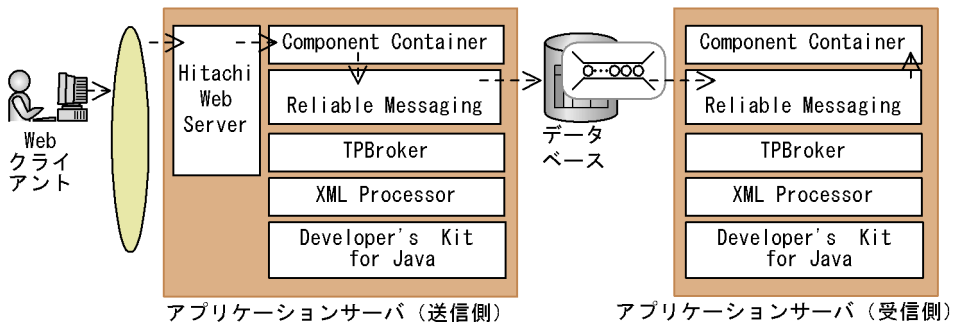 Web
クライ
アント
Hitachi
Web
Server
Component Container
Reliable Messaging
TPBroker
XML Processor
Developer's Kit
for Java
アプリケーションサーバ（送信側）
データ
ベース
Component Container
Reliable Messaging
TPBroker
XML Processor
Developer's Kit
for Java
アプリケーションサーバ（受信側）